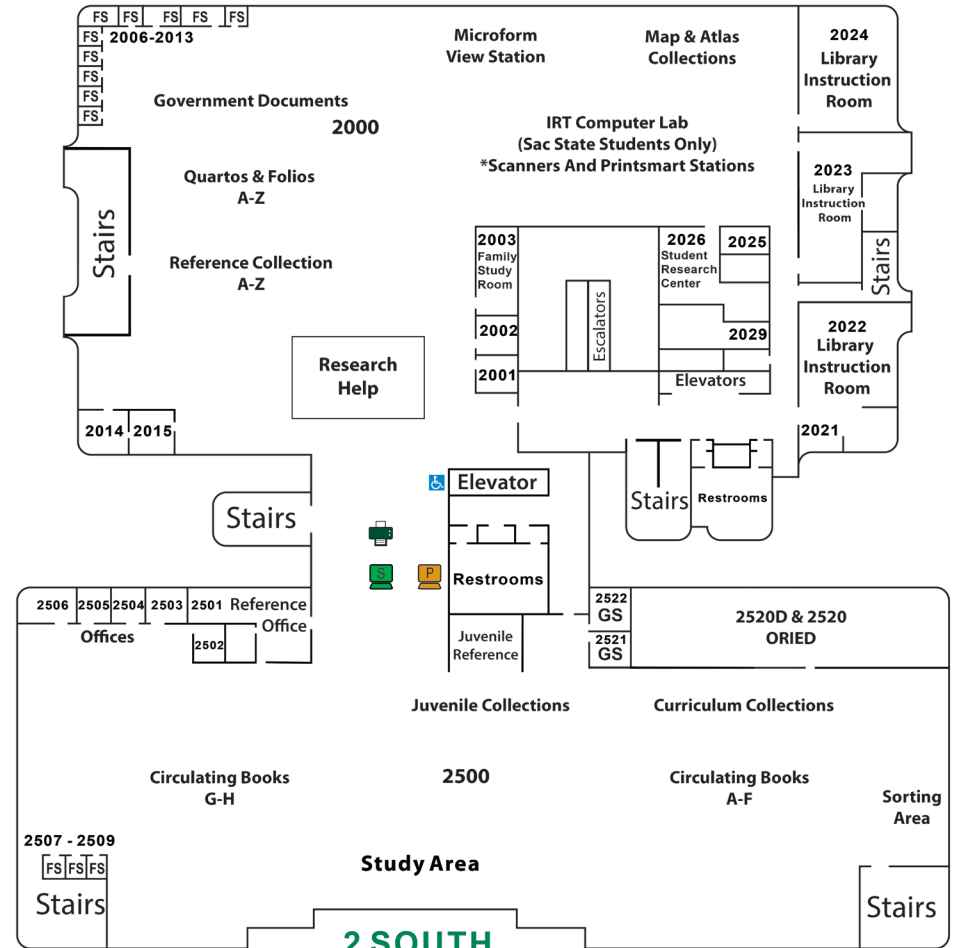 FS FS FS FS FS
FS 2006-2013
FS
FS
FS
FS
Microform
View Station
Map & Atlas
Collections
2024
Library
Instruction
Room
Government Documents
2000
IRT Computer Lab
(Sac State Students Only)
*Scanners And Printsmart Stations
Quartos & Folios
A-Z
2023
Library
Instruction
Room
Stairs
Reference Collection
A-Z
2003
Family
Study
Room
2026
Student
Research
Center
2025
Stairs
Escalators
2002
2029
2022
Library
Instruction
Room
Research
Help
2001
Elevators
2014
2015
2021
Elevator
Stairs
Restrooms
Stairs
S
P
Restrooms
2506 2505 2504 2503 2501 Reference
Office
Offices
2502
Juvenile
Reference
2522
GS
2521
GS
2520D & 2520
ORIED
Juvenile Collections
Curriculum Collections
Circulating Books
G-H
2500
Circulating Books
A-F
Sorting
Area
2507 - 2509
FS FS FS
Study Area
Stairs
Stairs
2 SOUTH